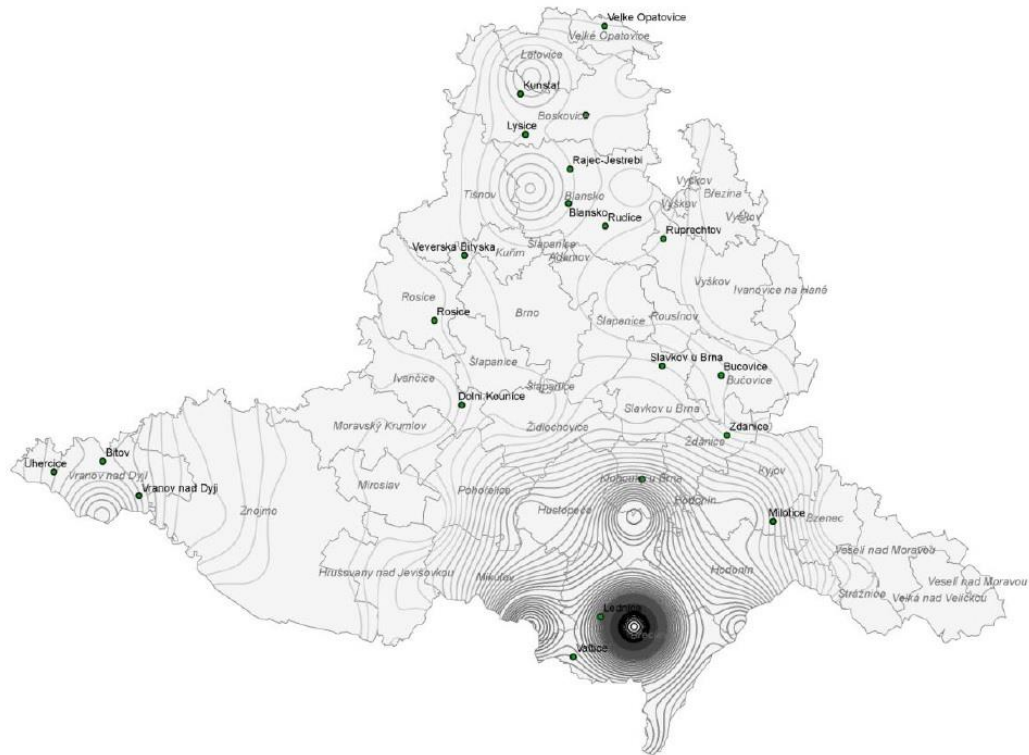 Velke Opatovice
Velké Opatovice
Letovice
Kunstat
Boskovice
Lysice
Rajec-Jestrebi
Tišnov
Blansko
Blansko
Rudice
Vyškov
Březina
Vyškov
Vyškov
Ruprechtov
Veverska Bityska
Kuřim
Šlapanice
Adamov
Vyškov
Ivanovice na Hané
Rosice
Rosice
Brno
Šlapanice
Rousínov
Slavkov u Brna
Bucovice
Bučovice
Ivančice
Šlapanice
Šlapanice
Dolni Kounice
Slavkov u Brna
Moravský Krumlov
Židlochovice
Zdanice
Ždánice
Uhercice
Bitov
Vranov nad Dyjí
Vranov nad Dyji
Znojmo
Miroslav
Pohořelice
Hustopeče
Klobouky u Brna
Hodonín
Kyjov
Milotice
Bzenec
Hrušovany nad Jevišovkou
Mikulov
Hodonín
Veselí nad Moravou
Veselí nad Moravou
Strážnice
Velká nad Veličkou
Lednice
Valtice